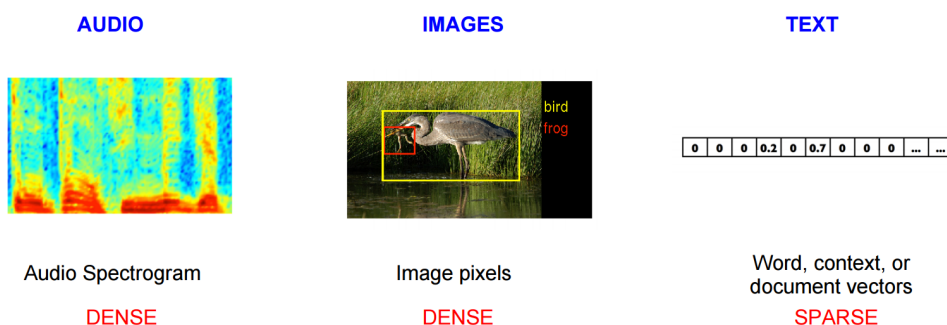 AUDIO
IMAGES
TEXT
bird
frog
0 0 0 0.2 0 0.7 0 0 0 ... ...
Audio Spectrogram
Image pixels
Word, context, or
document vectors
DENSE
DENSE
SPARSE